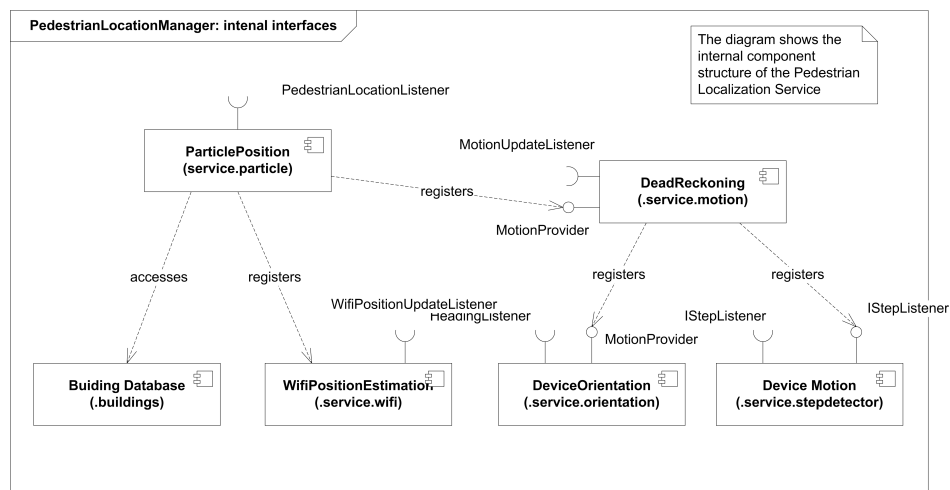 PedestrianLocationManager: intenal interfaces
The diagram shows the
internal component
structure of the Pedestrian
Localization Service
PedestrianLocationListener
ParticlePosition
(service.particle)
MotionUpdateListener
DeadReckoning
(.service.motion)
registers
MotionProvider
accesses
registers
registers
registers
WifiPositionUpdateListener
HeadingListener
IStepListener
IStepListener
MotionProvider
Buiding Database
(.buildings)
WifiPositionEstimation
(.service.wifi)
DeviceOrientation
(.service.orientation)
Device Motion
(.service.stepdetector)